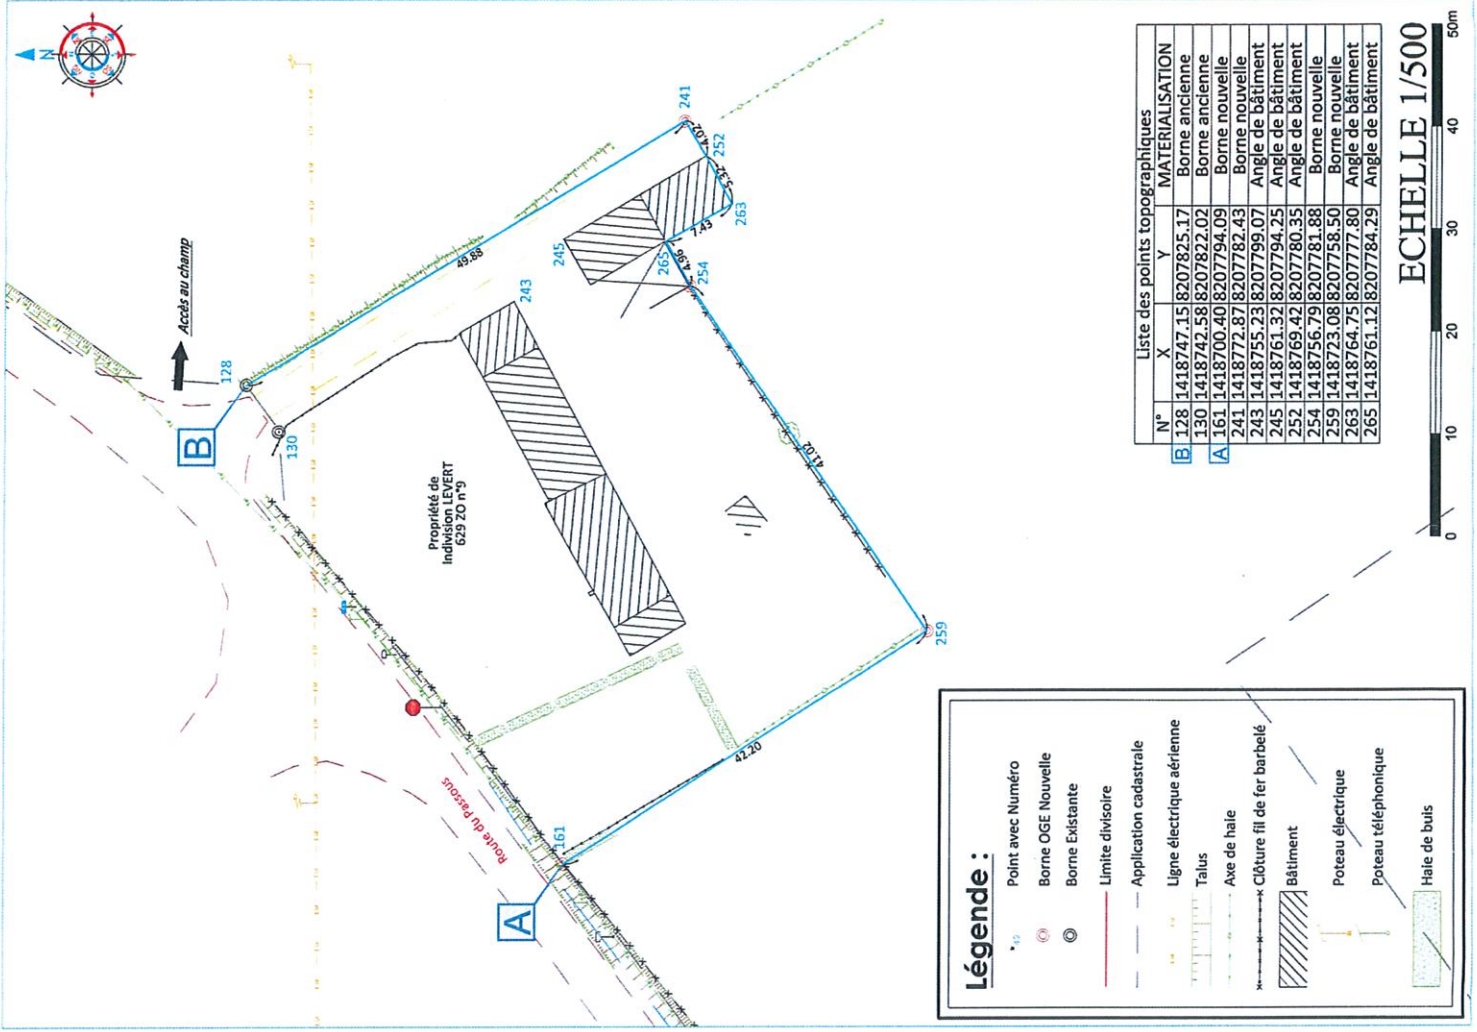 N
Accès au champ
B
128
130
49.88
241
4.02
252
5.32
263
7.43
245
265
4.96
254
243
Propriété de
Indivision LEVERT
629 ZO n°9
41.02
259
42.20
161
A
Route du Passous
Liste des points topographiques
N° X Y MATERIALISATION
B 128 1418747.15 8207825.17 Borne ancienne
130 1418742.58 8207822.02 Borne ancienne
A 161 1418700.40 8207794.09 Borne nouvelle
241 1418772.87 8207782.43 Borne nouvelle
243 1418755.23 8207799.07 Angle de bâtiment
245 1418761.32 8207794.25 Angle de bâtiment
252 1418769.42 8207780.35 Angle de bâtiment
254 1418756.79 8207781.88 Borne nouvelle
259 1418723.08 8207758.50 Borne nouvelle
263 1418764.75 8207777.80 Angle de bâtiment
265 1418761.12 8207784.29 Angle de bâtiment
ECHELLE 1/500
0 10 20 30 40 50m
Légende :
Point avec Numéro
Borne OGE Nouvelle
Borne Existante
Limite divisoire
Application cadastrale
Ligne électrique aérienne
Talus
Axe de haie
Clôture fil de fer barbelé
Bâtiment
Poteau électrique
Poteau téléphonique
Haie de buis